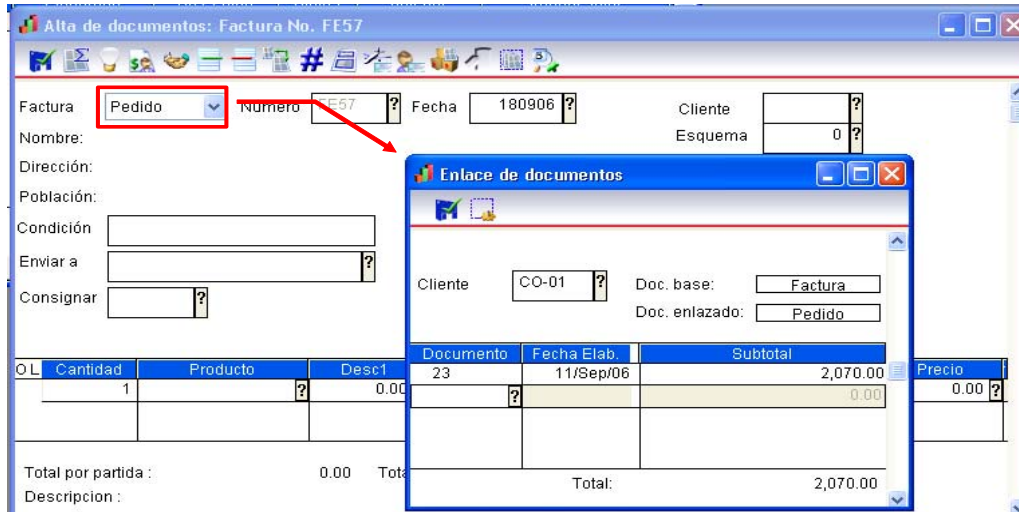 Alta de documentos: Factura No. FE57
Factura Pedido Número FE57 ? Fecha 180906 ? Cliente ?
Nombre: Esquema 0 ?
Dirección:
Población:
Condición
Enviar a ?
Consignar ?
O L Cantidad Producto Desc1 Precio
1 ? 0.00 0.00 ?
Total por partida : 0.00
Descripcion :
Enlace de documentos
Cliente CO-01 ? Doc. base: Factura
Doc. enlazado: Pedido
Documento Fecha Elab. Subtotal
23 11/Sep/06 2,070.00
? 0.00
Total: 2,070.00